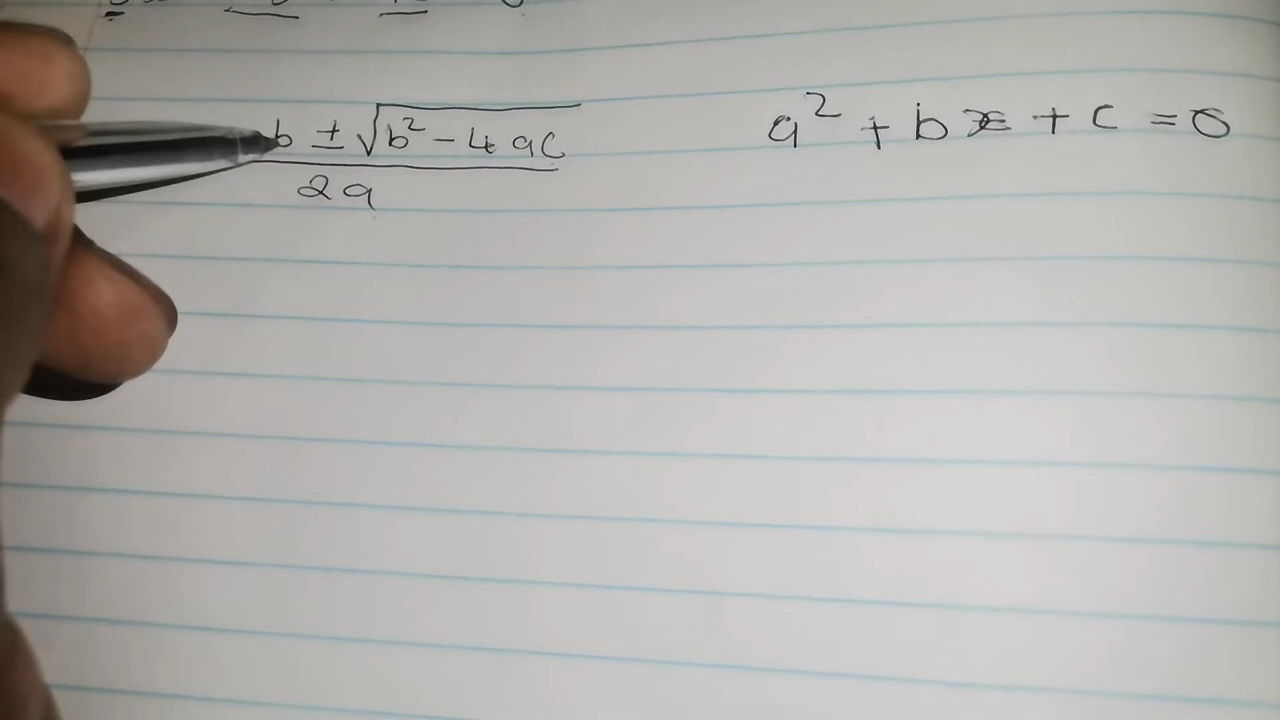 b ± √b² - 4ac
2a
a² + bx + c = 0